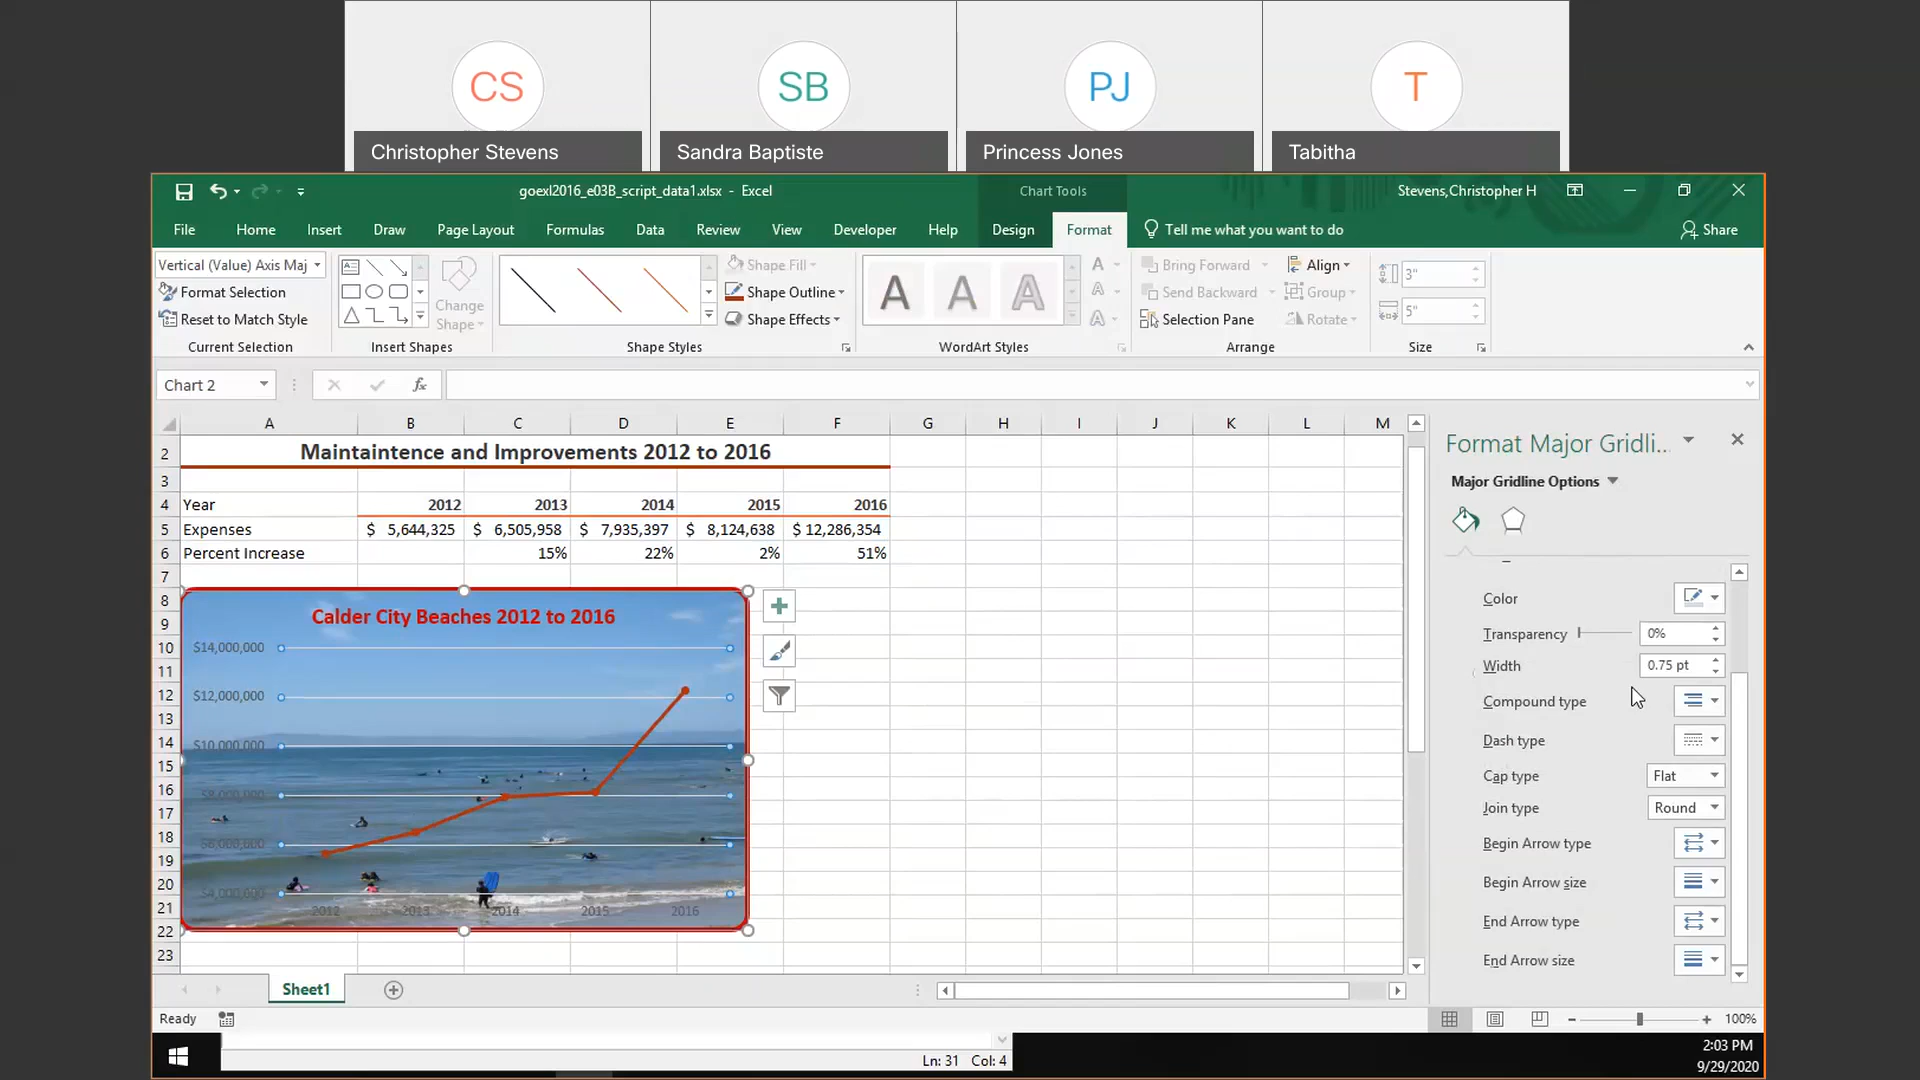 CS
SB
PJ
T
Christopher Stevens
Sandra Baptiste
Princess Jones
Tabitha
goexl2016_e03B_script_data1.xlsx - Excel
Chart Tools
Stevens,Christopher H
File Home Insert Draw Page Layout Formulas Data Review View Developer Help Design Format Tell me what you want to do Share
Vertical (Value) Axis Maj
Format Selection
Reset to Match Style
Current Selection
Change
Shape
Insert Shapes
Shape Fill
Shape Outline
Shape Effects
Shape Styles
A A A
A
A
A
WordArt Styles
Bring Forward
Send Backward
Selection Pane
Align
Group
Rotate
Arrange
3"
5"
Size
Chart 2
fx
A B C D E F G H I J K L M
2 Maintaintence and Improvements 2012 to 2016
3
4 Year 2012 2013 2014 2015 2016
5 Expenses $ 5,644,325 $ 6,505,958 $ 7,935,397 $ 8,124,638 $ 12,286,354
6 Percent Increase 15% 22% 2% 51%
7
8
9
10
11
12
13
14
15
16
17
18
19
20
21
22
23
Calder City Beaches 2012 to 2016
$14,000,000
$12,000,000
$10,000,000
$8,000,000
$6,000,000
$4,000,000
2012 2013 2014 2015 2016
Format Major Gridli...
Major Gridline Options
Color
Transparency 0%
Width 0.75 pt
Compound type
Dash type
Cap type Flat
Join type Round
Begin Arrow type
Begin Arrow size
End Arrow type
End Arrow size
Sheet1
Ready
100%
Ln: 31 Col: 4
2:03 PM
9/29/2020